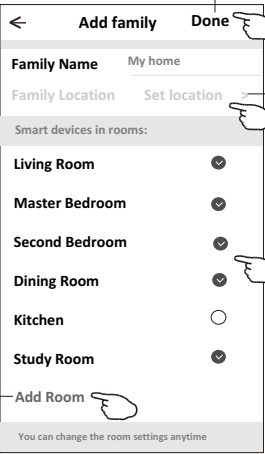 Add family Done
Family Name My home
Family Location Set location >
Smart devices in rooms:
Living Room
Master Bedroom
Second Bedroom
Dining Room
Kitchen
Study Room
Add Room
You can change the room settings anytime